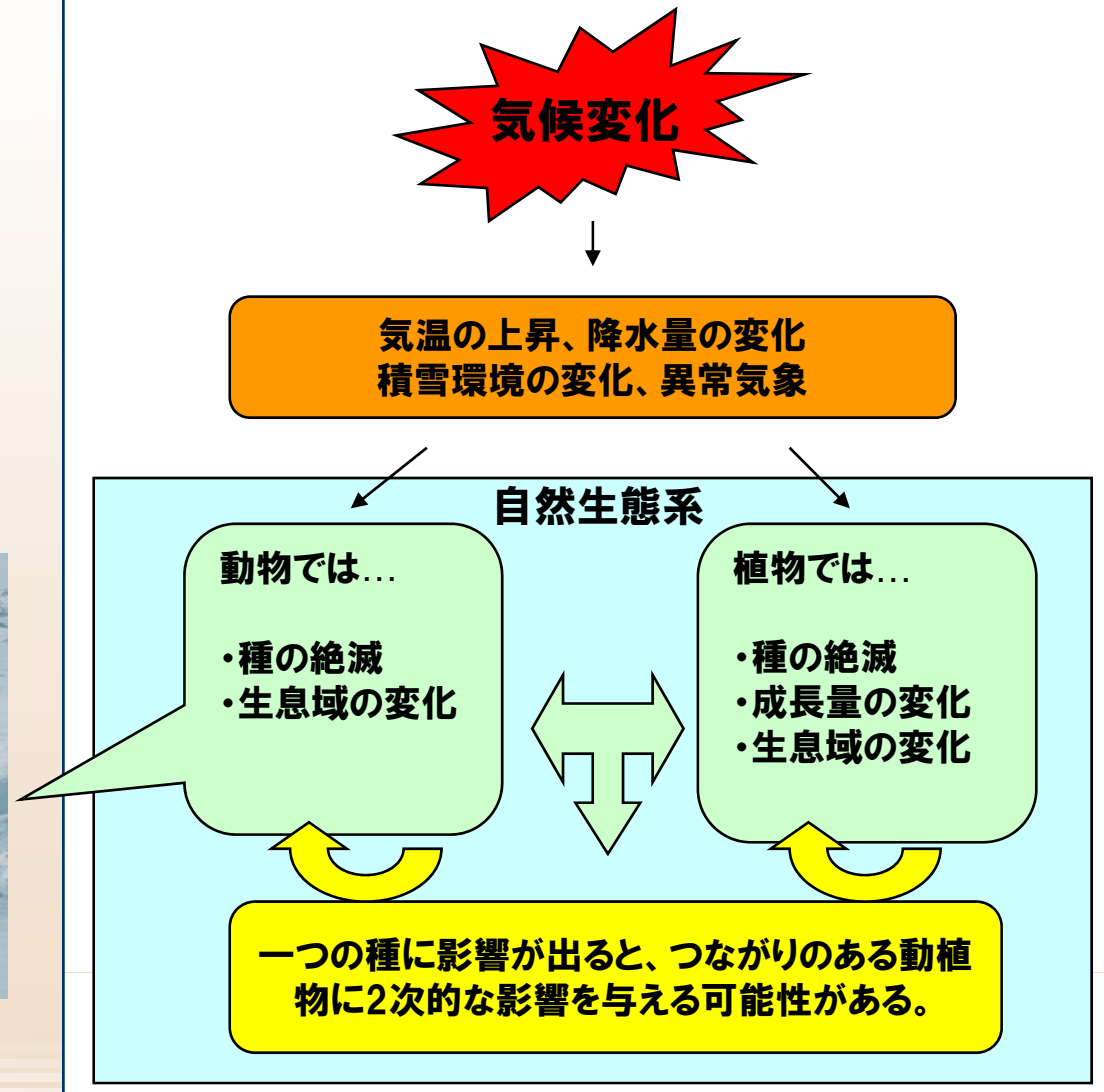 気候変化
気温の上昇、降水量の変化
積雪環境の変化、異常気象
自然生態系
動物では…
・種の絶滅
・生息域の変化
植物では…
・種の絶滅
・成長量の変化
・生息域の変化
一つの種に影響が出ると、つながりのある動植
物に2次的な影響を与える可能性がある。